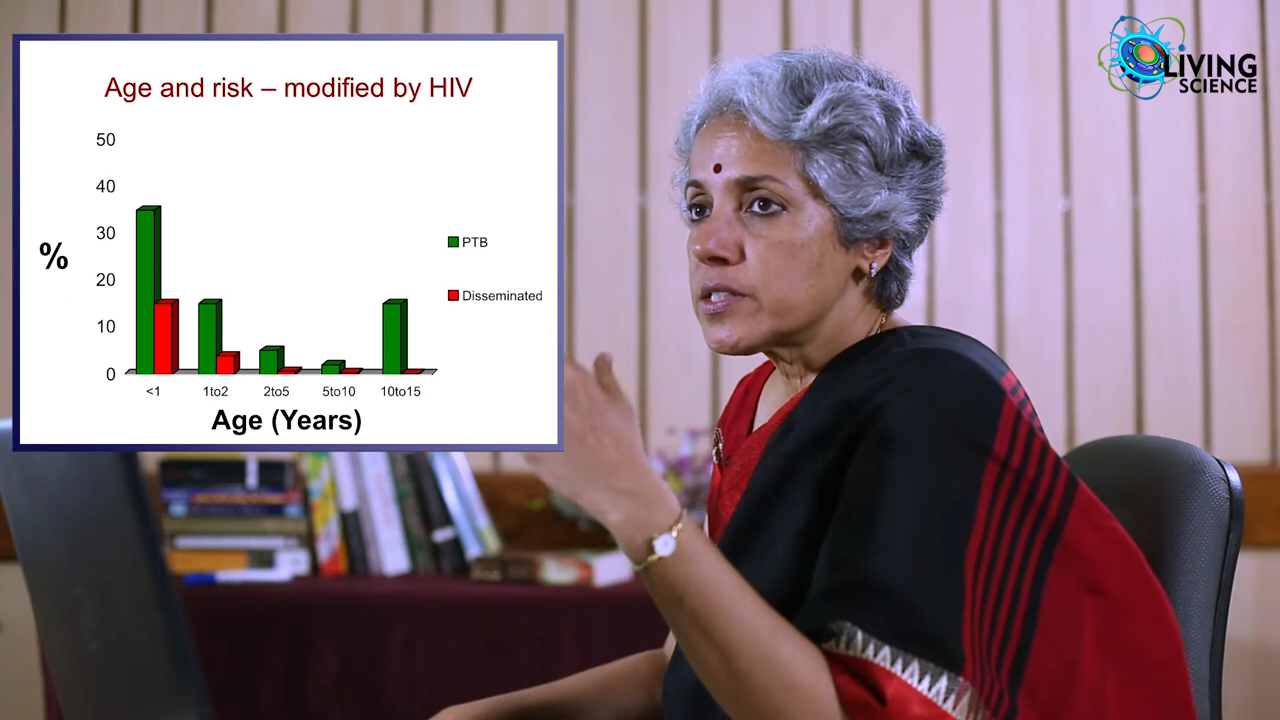 Age and risk – modified by HIV
50
40
30
20
10
0
%
PTB
Disseminated
<1
1to2
2to5
5to10
10to15
Age (Years)
LIVING
SCIENCE